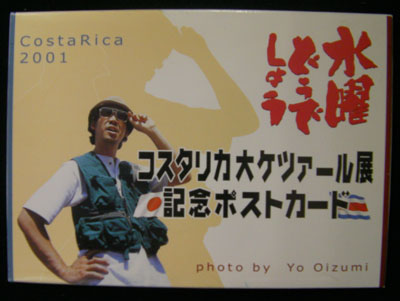 CostaRica
2001
水曜
どうで
しょう
コスタリカ大ケツァール展
記念ポストカード
photo by Yo Oizumi